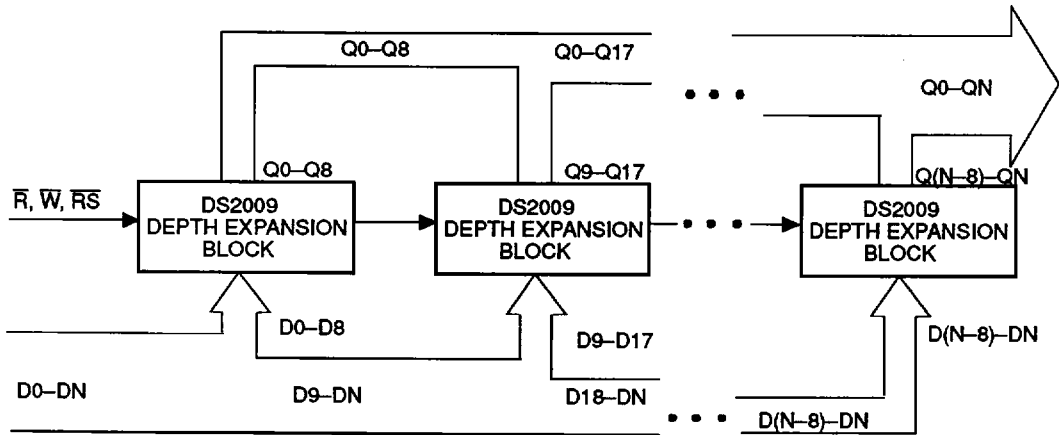 Q0–Q8
Q0–Q17
Q0–QN
Q0–Q8
Q9–Q17
Q(N–8)–QN
R̅, W̅, R̅S̅
DS2009
DEPTH EXPANSION
BLOCK
DS2009
DEPTH EXPANSION
BLOCK
DS2009
DEPTH EXPANSION
BLOCK
D0–D8
D9–D17
D(N–8)–DN
D0–DN
D9–DN
D18–DN
D(N–8)–DN